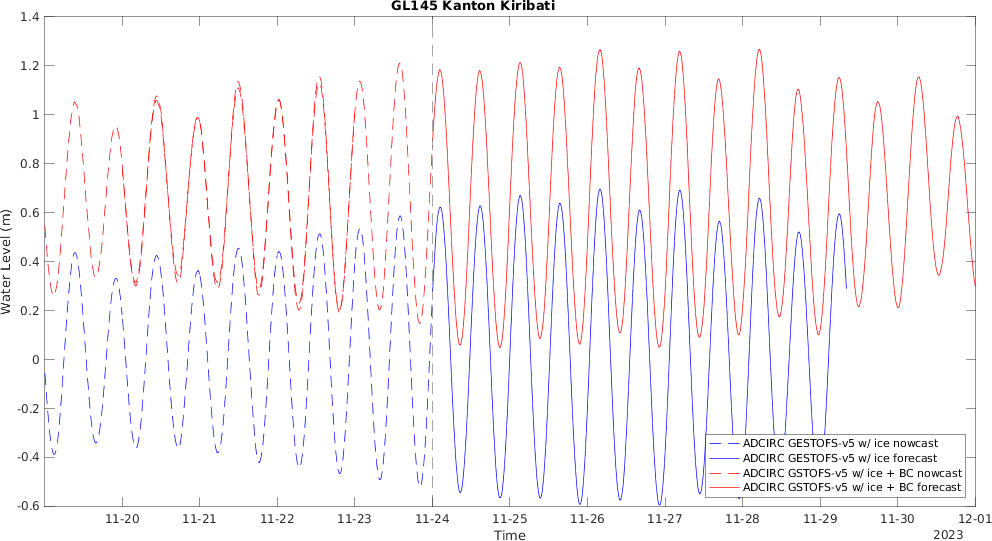 GL145 Kanton Kiribati
1.4
1.2
1
0.8
0.6
0.4
0.2
0
-0.2
-0.4
-0.6
Water Level (m)
ADCIRC GESTOFS-v5 w/ ice nowcast
ADCIRC GESTOFS-v5 w/ ice forecast
ADCIRC GSTOFS-v5 w/ ice + BC nowcast
ADCIRC GSTOFS-v5 w/ ice + BC forecast
11-20 11-21 11-22 11-23 11-24 11-25 11-26 11-27 11-28 11-29 11-30 12-01
Time
2023